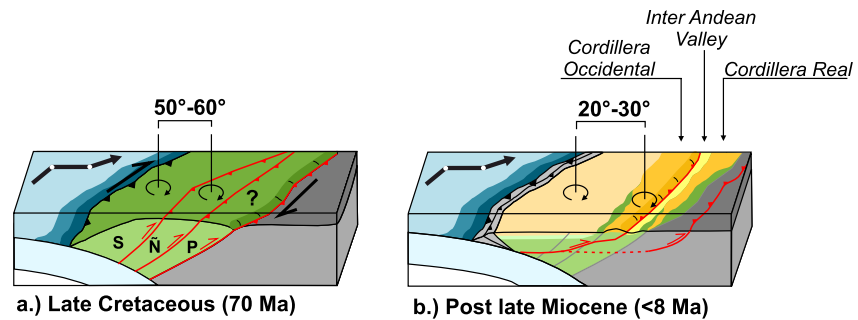 50°-60°
?
S
Ñ
P
a.) Late Cretaceous (70 Ma)
Inter Andean
Valley
Cordillera
Occidental
Cordillera Real
20°-30°
b.) Post late Miocene (<8 Ma)